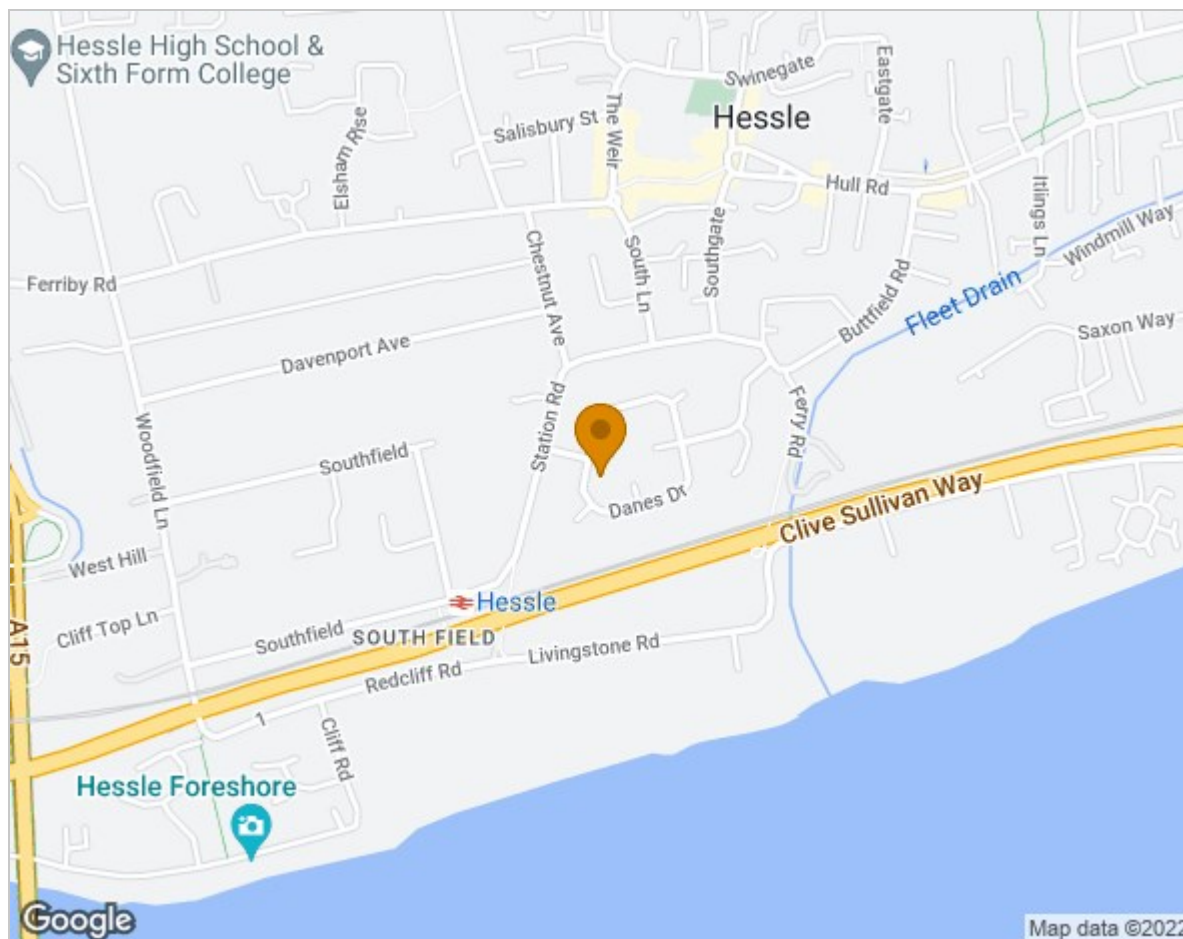 Hessle High School &
Sixth Form College
Swinegate
Eastgate
The Weir
Salisbury St
Hessle
Elsham Rise
Hull Rd
Itlings Ln
Windmill Way
Ferriby Rd
Chestnut Ave
South Ln
Southgate
Buttfield Rd
Fleet Drain
Saxon Way
Davenport Ave
Station Rd
Ferry Rd
Woodfield Ln
Southfield
Danes Dr
Clive Sullivan Way
West Hill
Cliff Top Ln
Hessle
A15
Southfield
SOUTH FIELD
Livingstone Rd
Redcliff Rd
1
Cliff Rd
Hessle Foreshore
Google
Map data ©2022